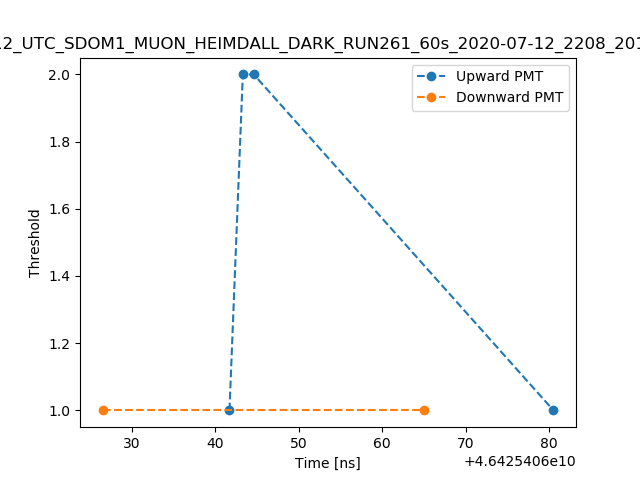 12_UTC_SDOM1_MUON_HEIMDALL_DARK_RUN261_60s_2020-07-12_2208_201
Upward PMT
Downward PMT
Threshold
2.0
1.8
1.6
1.4
1.2
1.0
30 40 50 60 70 80
Time [ns]
+4.6425406e10